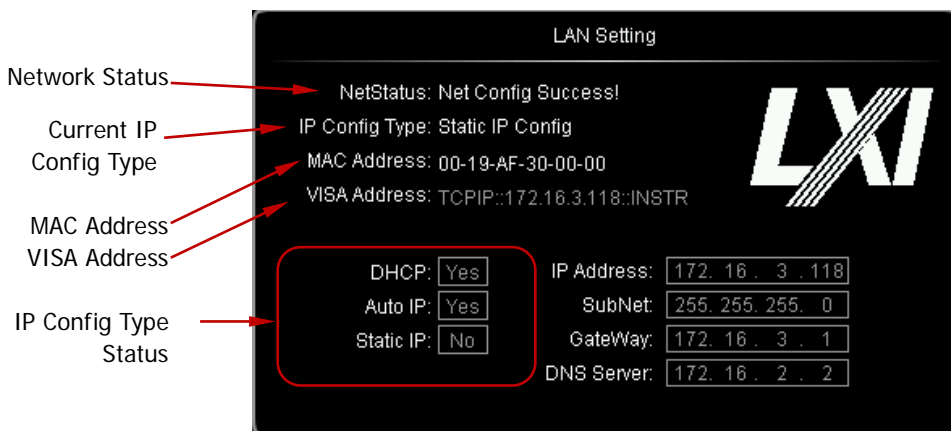 LAN Setting
Network Status
NetStatus: Net Config Success!
Current IP
Config Type
IP Config Type: Static IP Config
MAC Address
MAC Address: 00-19-AF-30-00-00
VISA Address
VISA Address: TCPIP::172.16.3.118::INSTR
LXI
IP Config Type
Status
DHCP: Yes
Auto IP: Yes
Static IP: No
IP Address: 172. 16 . 3 . 118
SubNet: 255. 255. 255. 0
GateWay: 172. 16 . 3 . 1
DNS Server: 172. 16 . 2 . 2